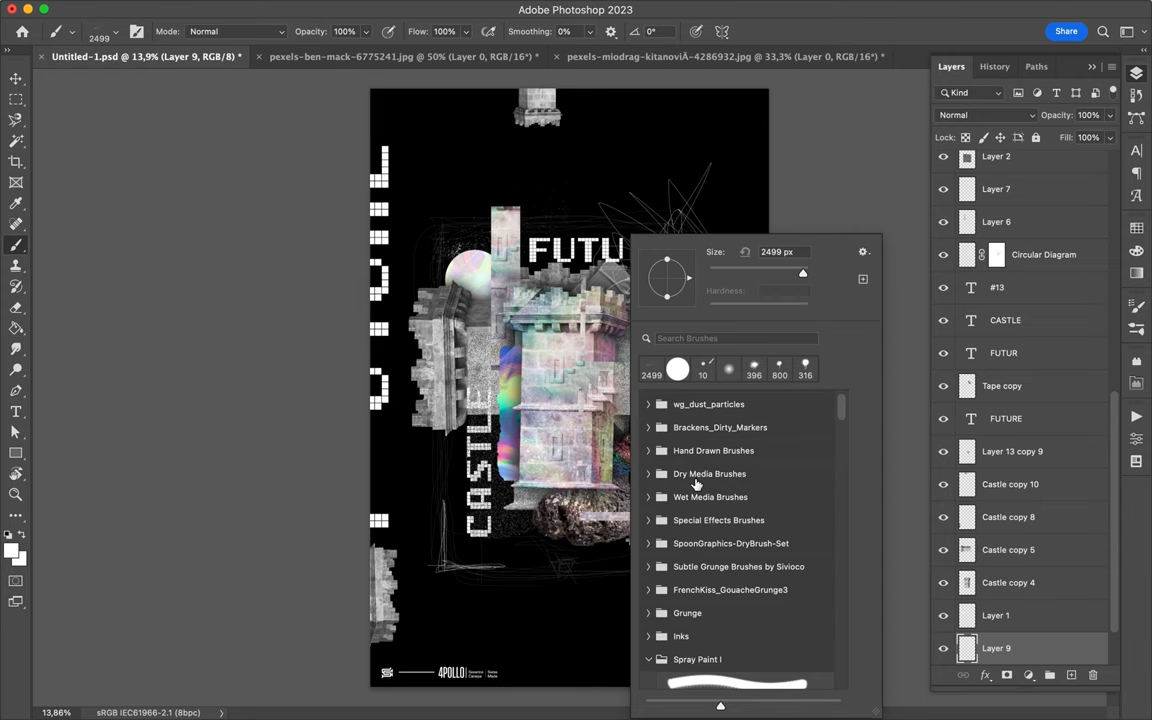 Adobe Photoshop 2023
2499 Mode: Normal Opacity: 100% Flow: 100% Smoothing: 0% 0° Share
Untitled-1.psd @ 13,9% (Layer 9, RGB/8) * pexels-ben-mack-6775241.jpg @ 50% (Layer 0, RGB/16*) * pexels-miodrag-kitanoviÄ-4286932.jpg @ 33,3% (Layer 0, RGB/16*) *
Layers History Paths
Kind
Normal Opacity: 100%
Lock: Fill: 100%
Layer 2
Layer 7
Layer 6
Circular Diagram
#13
CASTLE
FUTUR
Tape copy
FUTURE
Layer 13 copy 9
Castle copy 10
Castle copy 8
Castle copy 5
Castle copy 4
Layer 1
Layer 9
FUTU
CASTLE
4POLLO
Size: 2499 px
Hardness:
Search Brushes
2499 10 396 800 316
wg_dust_particles
Brackens_Dirty_Markers
Hand Drawn Brushes
Dry Media Brushes
Wet Media Brushes
Special Effects Brushes
SpoonGraphics-DryBrush-Set
Subtle Grunge Brushes by Sivioco
FrenchKiss_GouacheGrunge3
Grunge
Inks
Spray Paint I
13,86% sRGB IEC61966-2.1 (8bpc)